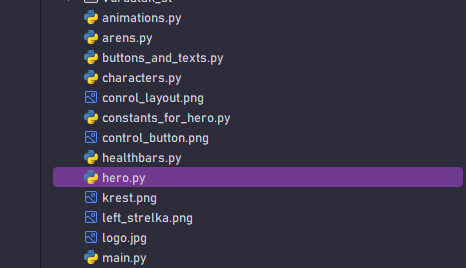 animations.py
arens.py
buttons_and_texts.py
characters.py
conrol_layout.png
constants_for_hero.py
control_button.png
healthbars.py
hero.py
krest.png
left_strelka.png
logo.jpg
main.py